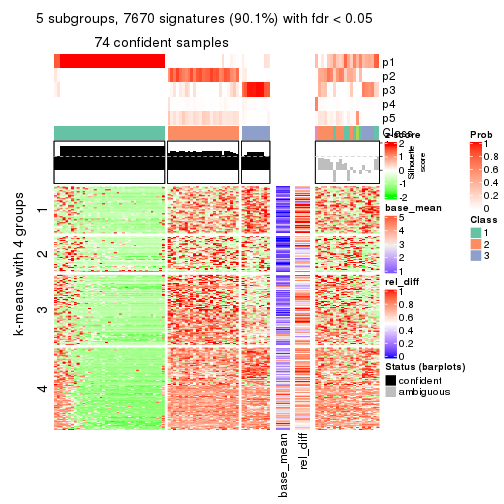 5 subgroups, 7670 signatures (90.1%) with fdr < 0.05
74 confident samples
p1
p2
p3
p4
p5
Class
z-score
2
1
0
-1
-2
Silhouette
score
Prob
1
0.8
0.6
0.4
0.2
0
Class
1
2
3
base_mean
5
4
3
2
1
rel_diff
1
0.8
0.6
0.4
0.2
0
Status (barplots)
confident
ambiguous
k-means with 4 groups
1
2
3
4
base_mean
rel_diff